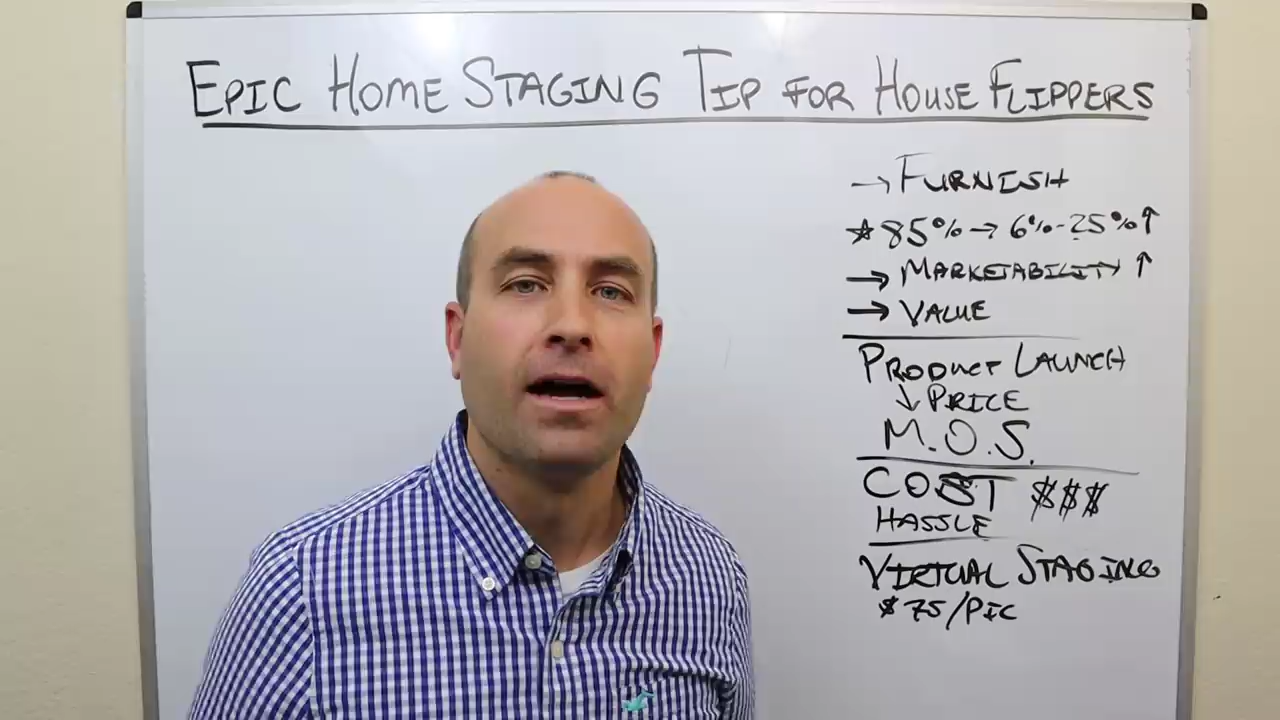 EPIC HOME STAGING TIP FOR HOUSE FLIPPERS
→ FURNISH
☆ 85% → 6% - 25% ↑
→ MARKETABILITY ↑
→ VALUE
PRODUCT LAUNCH
↓ PRICE
M.O.S.
COST $$$
HASSLE
VIRTUAL STAGING
$75/PIC